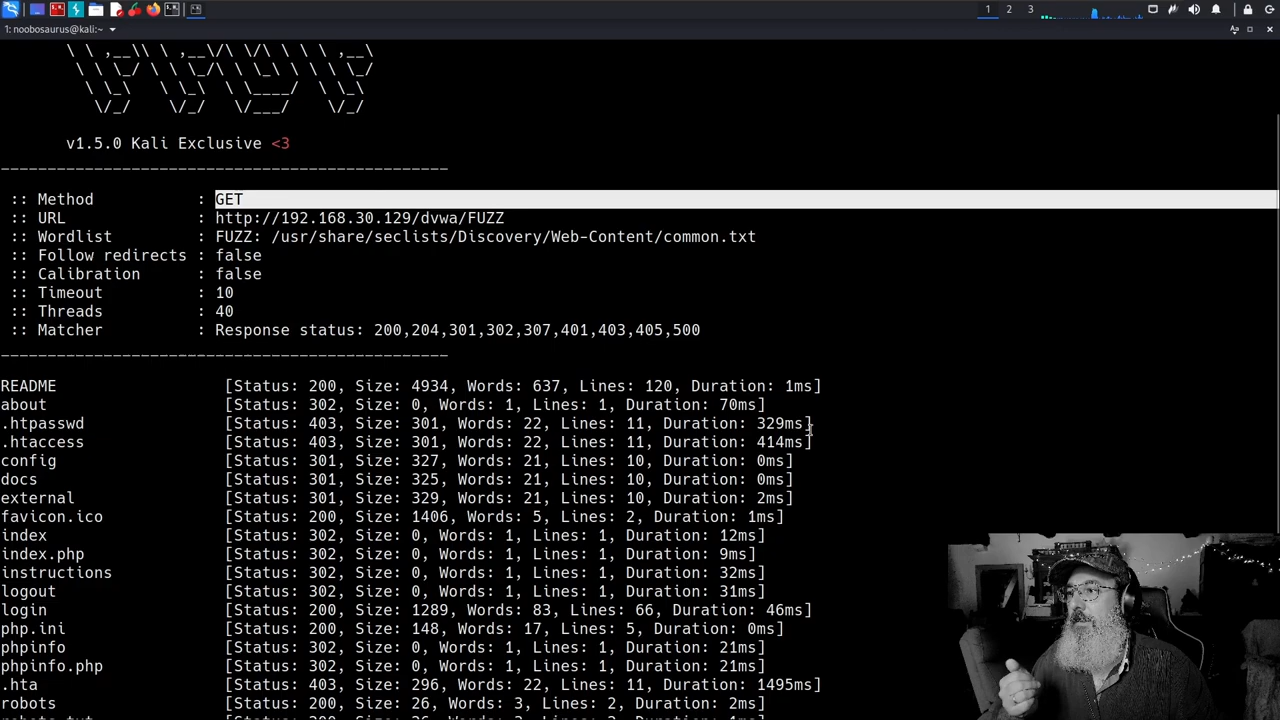 1: noobosaurus@kali:~
1 2 3
\ \ ,__\\ \ ,__/\ \/\ \ \ \ ,__\
\ \ \_/ \ \ \_/\ \ \_\ \ \ \ \_/
\ \_\   \ \_\  \ \____/  \ \_\
\/_/    \/_/   \/___/    \/_/
v1.5.0 Kali Exclusive <3
________________________________________________
:: Method : GET
:: URL : http://192.168.30.129/dvwa/FUZZ
:: Wordlist : FUZZ: /usr/share/seclists/Discovery/Web-Content/common.txt
:: Follow redirects : false
:: Calibration : false
:: Timeout : 10
:: Threads : 40
:: Matcher : Response status: 200,204,301,302,307,401,403,405,500
________________________________________________
README [Status: 200, Size: 4934, Words: 637, Lines: 120, Duration: 1ms]
about [Status: 302, Size: 0, Words: 1, Lines: 1, Duration: 70ms]
.htpasswd [Status: 403, Size: 301, Words: 22, Lines: 11, Duration: 329ms]
.htaccess [Status: 403, Size: 301, Words: 22, Lines: 11, Duration: 414ms]
config [Status: 301, Size: 327, Words: 21, Lines: 10, Duration: 0ms]
docs [Status: 301, Size: 325, Words: 21, Lines: 10, Duration: 0ms]
external [Status: 301, Size: 329, Words: 21, Lines: 10, Duration: 2ms]
favicon.ico [Status: 200, Size: 1406, Words: 5, Lines: 2, Duration: 1ms]
index [Status: 302, Size: 0, Words: 1, Lines: 1, Duration: 12ms]
index.php [Status: 302, Size: 0, Words: 1, Lines: 1, Duration: 9ms]
instructions [Status: 302, Size: 0, Words: 1, Lines: 1, Duration: 32ms]
logout [Status: 302, Size: 0, Words: 1, Lines: 1, Duration: 31ms]
login [Status: 200, Size: 1289, Words: 83, Lines: 66, Duration: 46ms]
php.ini [Status: 200, Size: 148, Words: 17, Lines: 5, Duration: 0ms]
phpinfo [Status: 302, Size: 0, Words: 1, Lines: 1, Duration: 21ms]
phpinfo.php [Status: 302, Size: 0, Words: 1, Lines: 1, Duration: 21ms]
.hta [Status: 403, Size: 296, Words: 22, Lines: 11, Duration: 1495ms]
robots [Status: 200, Size: 26, Words: 3, Lines: 2, Duration: 2ms]